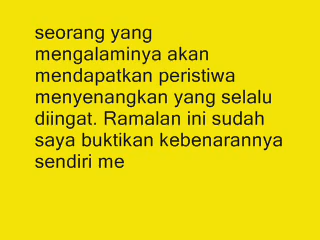 seorang yang
mengalaminya akan
mendapatkan peristiwa
menyenangkan yang selalu
diingat. Ramalan ini sudah
saya buktikan kebenarannya
sendiri me